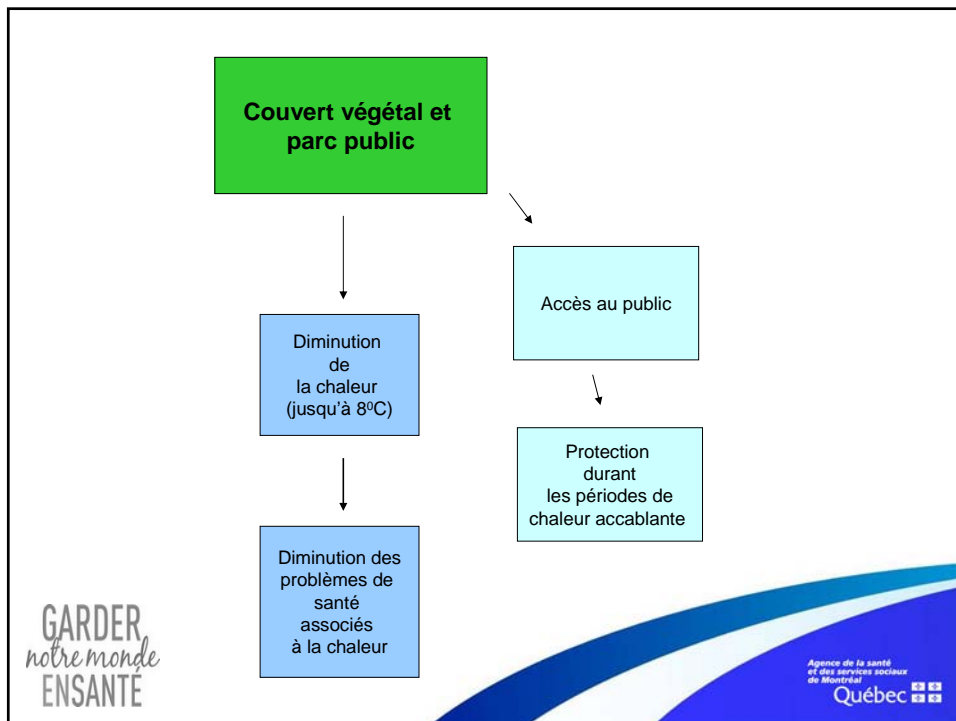 Couvert végétal et
parc public
Accès au public
Diminution
de
la chaleur
(jusqu'à 8⁰C)
Protection
durant
les périodes de
chaleur accablante
Diminution des
problèmes de
santé
associés
à la chaleur
GARDER
notre monde
ENSANTÉ
Agence de la santé
et des services sociaux
de Montréal
Québec